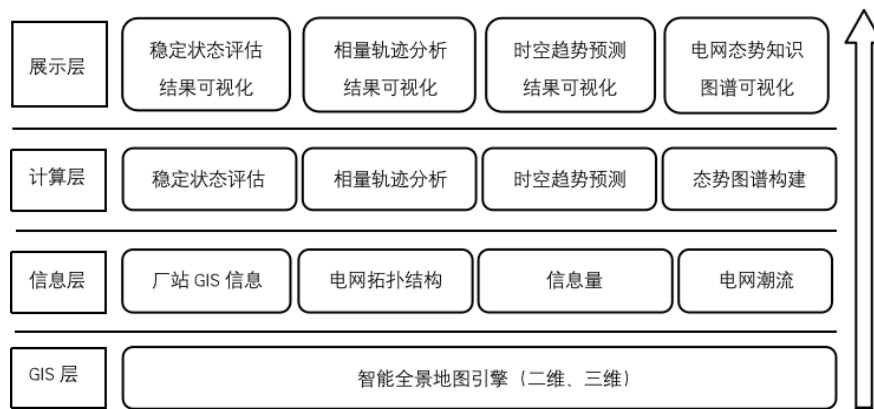 展示层
稳定状态评估
结果可视化
相量轨迹分析
结果可视化
时空趋势预测
结果可视化
电网态势知识
图谱可视化
计算层
稳定状态评估
相量轨迹分析
时空趋势预测
态势图谱构建
信息层
厂站 GIS 信息
电网拓扑结构
信息量
电网潮流
GIS 层
智能全景地图引擎（二维、三维）